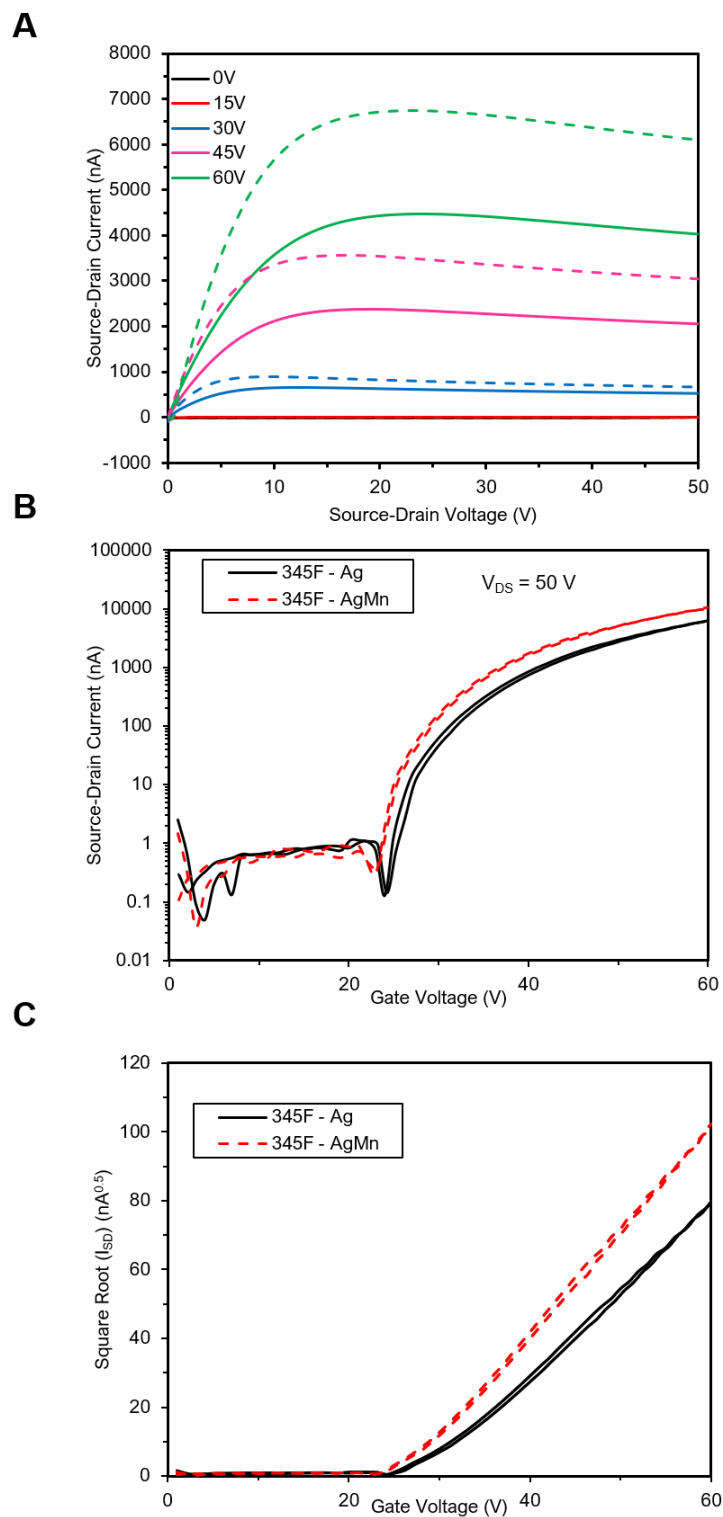 A
8000
7000
6000
5000
4000
3000
2000
1000
0
-1000
Source-Drain Current (nA)
0V
15V
30V
45V
60V
0 10 20 30 40 50
Source-Drain Voltage (V)
B
100000
10000
1000
100
10
1
0.1
0.01
Source-Drain Current (nA)
345F - Ag
345F - AgMn
V_DS = 50 V
0 20 40 60
Gate Voltage (V)
C
120
100
80
60
40
20
0
Square Root (I_SD) (nA^0.5)
345F - Ag
345F - AgMn
0 20 40 60
Gate Voltage (V)